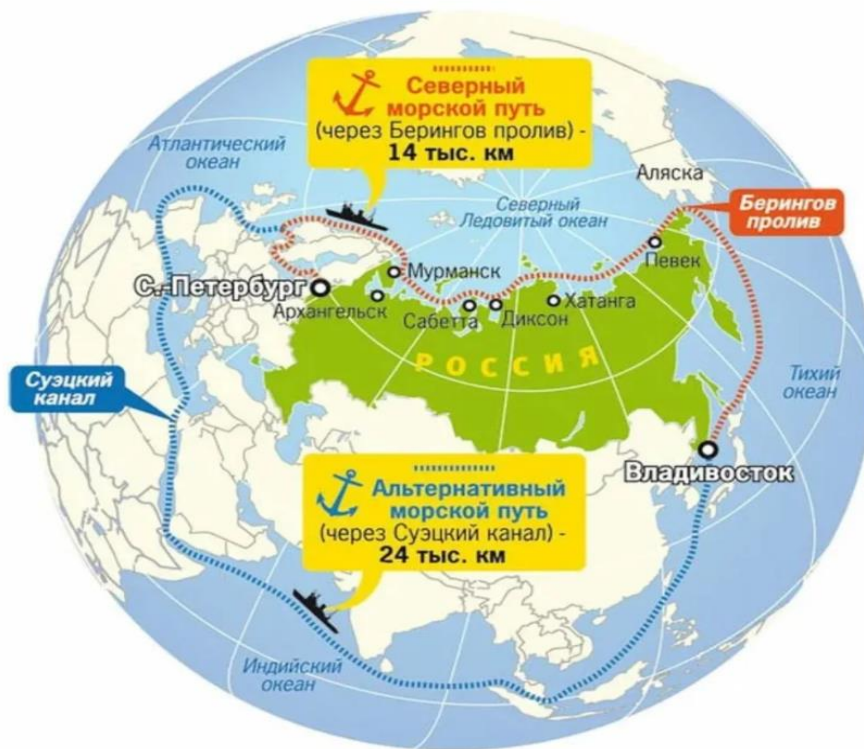 Северный
морской путь
(через Берингов пролив) -
14 тыс. км
Атлантический
океан
Аляска
Северный
Ледовитый океан
Берингов
пролив
Певек
Мурманск
С.-Петербург
Архангельск
Сабетта
Диксон
Хатанга
РОССИЯ
Суэцкий
канал
Тихий
океан
Владивосток
Альтернативный
морской путь
(через Суэцкий канал) -
24 тыс. км
Индийский
океан